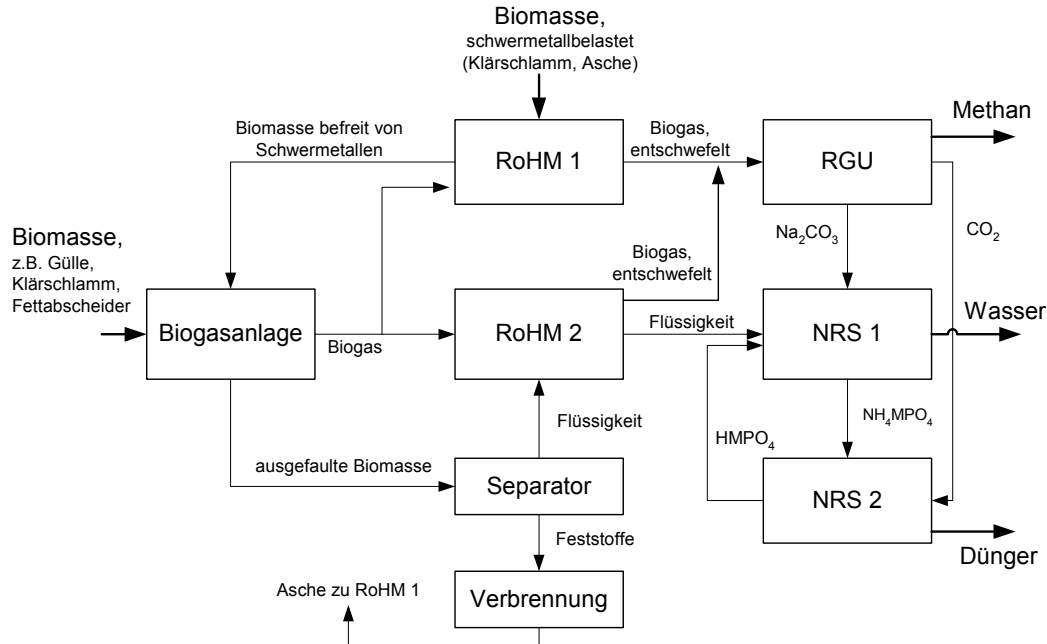 Biomasse,
schwermetallbelastet
(Klärschlamm, Asche)
Methan
Biomasse befreit von
Schwermetallen
RoHM 1
Biogas,
entschwefelt
RGU
Na₂CO₃
CO₂
Biomasse,
z.B. Gülle,
Klärschlamm,
Fettabscheider
Biogas,
entschwefelt
Biogasanlage
Biogas
RoHM 2
Flüssigkeit
NRS 1
Wasser
Flüssigkeit
HMPO₄
NH₄MPO₄
ausgefaulte Biomasse
Separator
NRS 2
Feststoffe
Dünger
Asche zu RoHM 1
Verbrennung